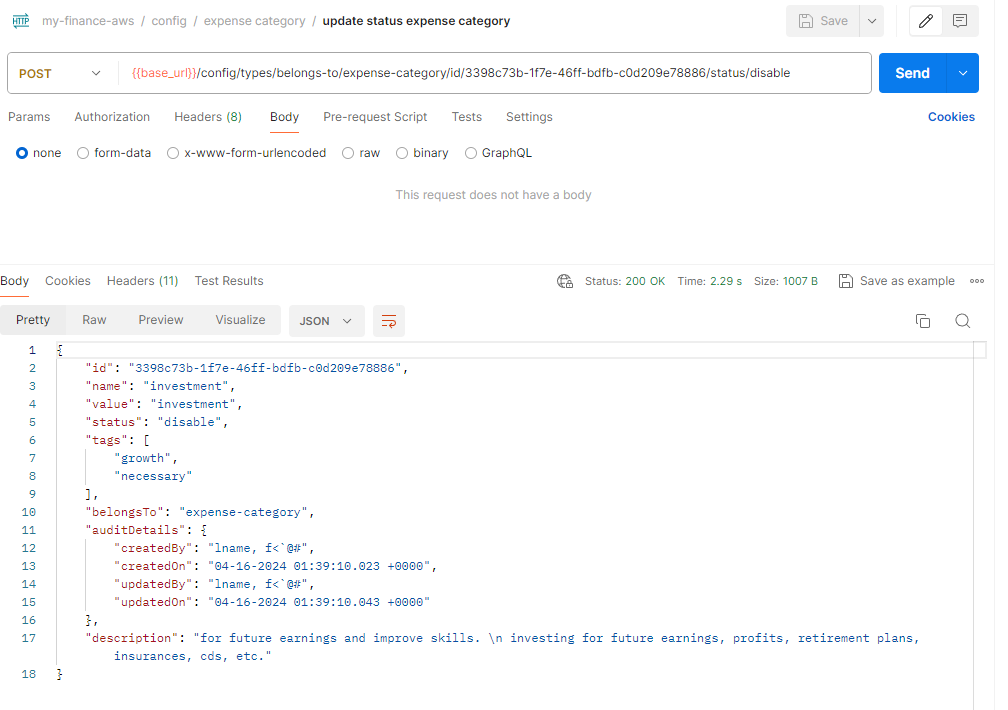 HTTP my-finance-aws / config / expense category / update status expense category Save
POST {{base_url}}/config/types/belongs-to/expense-category/id/3398c73b-1f7e-46ff-bdfb-c0d209e78886/status/disable Send
Params Authorization Headers (8) Body Pre-request Script Tests Settings Cookies
none form-data x-www-form-urlencoded raw binary GraphQL
This request does not have a body
Body Cookies Headers (11) Test Results Status: 200 OK Time: 2.29 s Size: 1007 B Save as example
Pretty Raw Preview Visualize JSON
1 {
2 "id": "3398c73b-1f7e-46ff-bdfb-c0d209e78886",
3 "name": "investment",
4 "value": "investment",
5 "status": "disable",
6 "tags": [
7 "growth",
8 "necessary"
9 ],
10 "belongsTo": "expense-category",
11 "auditDetails": {
12 "createdBy": "lname, f<`@#",
13 "createdOn": "04-16-2024 01:39:10.023 +0000",
14 "updatedBy": "lname, f<`@#",
15 "updatedOn": "04-16-2024 01:39:10.043 +0000"
16 },
17 "description": "for future earnings and improve skills. \n investing for future earnings, profits, retirement plans,
insurances, cds, etc."
18 }